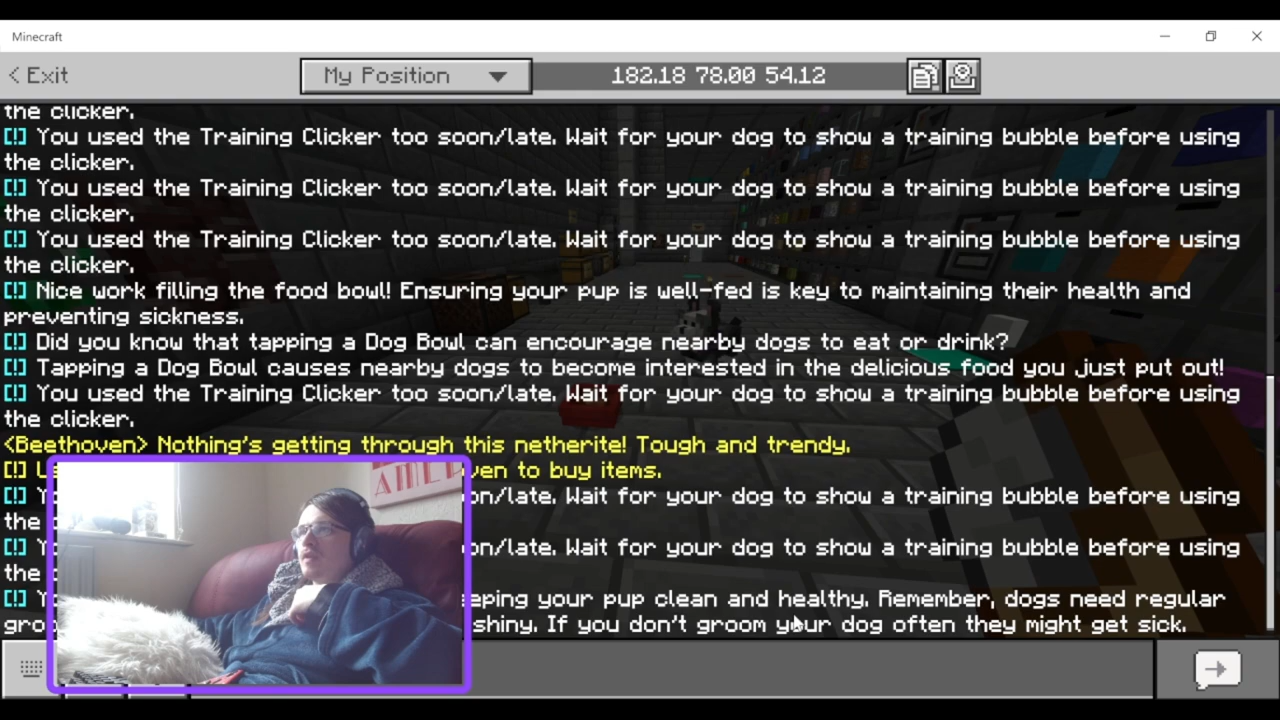 Minecraft
< Exit
My Position
182.18 78.00 54.12
the clicker.
[!] You used the Training Clicker too soon/late. Wait for your dog to show a training bubble before using
the clicker.
[!] You used the Training Clicker too soon/late. Wait for your dog to show a training bubble before using
the clicker.
[!] You used the Training Clicker too soon/late. Wait for your dog to show a training bubble before using
the clicker.
[!] Nice work filling the food bowl! Ensuring your pup is well-fed is key to maintaining their health and
preventing sickness.
[!] Did you know that tapping a Dog Bowl can encourage nearby dogs to eat or drink?
[!] Tapping a Dog Bowl causes nearby dogs to become interested in the delicious food you just put out!
[!] You used the Training Clicker too soon/late. Wait for your dog to show a training bubble before using
the clicker.
<Beethoven> Nothing's getting through this netherite! Tough and trendy.
[!] to buy items.
[!] Wait for your dog to show a training bubble before using
the
[!] Wait for your dog to show a training bubble before using
the
[!] your pup clean and healthy. Remember, dogs need regular
shiny. If you don't groom your dog often they might get sick.